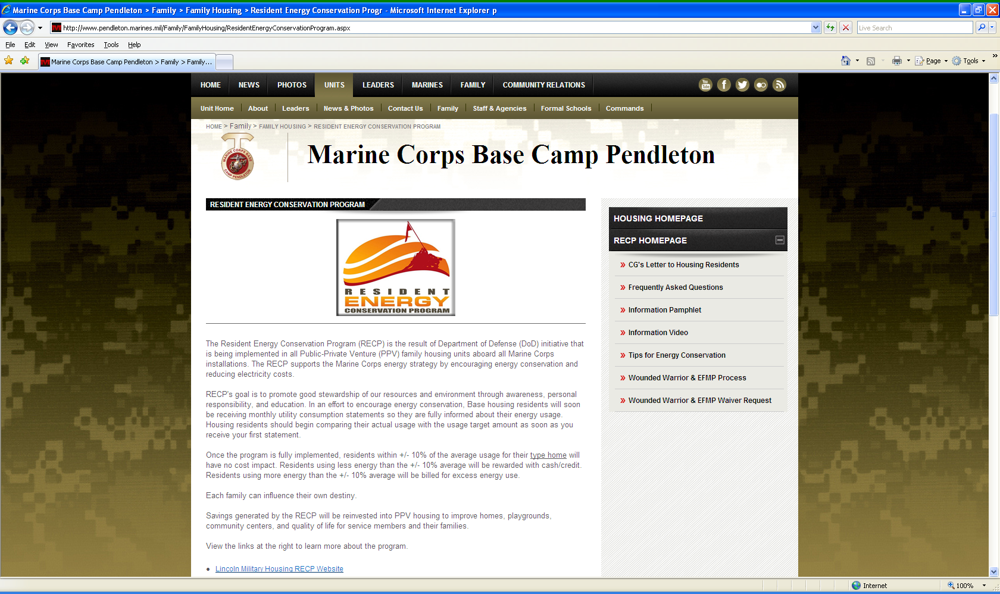 Marine Corps Base Camp Pendleton > Family > Family Housing > Resident Energy Conservation Progr - Microsoft Internet Explorer p
http://www.pendleton.marines.mil/Family/FamilyHousing/ResidentEnergyConservationProgram.aspx
Live Search
File Edit View Favorites Tools Help
Marine Corps Base Camp Pendleton > Family > Family...
Page Tools »
HOME NEWS PHOTOS UNITS LEADERS MARINES FAMILY COMMUNITY RELATIONS
You Tube
Unit Home About Leaders News & Photos Contact Us Family Staff & Agencies Formal Schools Commands
HOME > Family > FAMILY HOUSING > RESIDENT ENERGY CONSERVATION PROGRAM
MARINE CORPS BASE
CAMP PENDLETON
Marine Corps Base Camp Pendleton
RESIDENT ENERGY CONSERVATION PROGRAM
RESIDENT
ENERGY
CONSERVATION PROGRAM
The Resident Energy Conservation Program (RECP) is the result of Department of Defense (DoD) initiative that
is being implemented in all Public-Private Venture (PPV) family housing units aboard all Marine Corps
installations. The RECP supports the Marine Corps energy strategy by encouraging energy conservation and
reducing electricity costs.
RECP's goal is to promote good stewardship of our resources and environment through awareness, personal
responsibility, and education. In an effort to encourage energy conservation, Base housing residents will soon
be receiving monthly utility consumption statements so they are fully informed about their energy usage.
Housing residents should begin comparing their actual usage with the usage target amount as soon as you
receive your first statement.
Once the program is fully implemented, residents within +/- 10% of the average usage for their type home will
have no cost impact. Residents using less energy than the +/- 10% average will be rewarded with cash/credit.
Residents using more energy than the +/- 10% average will be billed for excess energy use.
Each family can influence their own destiny.
Savings generated by the RECP will be reinvested into PPV housing to improve homes, playgrounds,
community centers, and quality of life for service members and their families.
View the links at the right to learn more about the program.
• Lincoln Military Housing RECP Website
HOUSING HOMEPAGE
RECP HOMEPAGE
» CG's Letter to Housing Residents
» Frequently Asked Questions
» Information Pamphlet
» Information Video
» Tips for Energy Conservation
» Wounded Warrior & EFMP Process
» Wounded Warrior & EFMP Waiver Request
Internet 100%